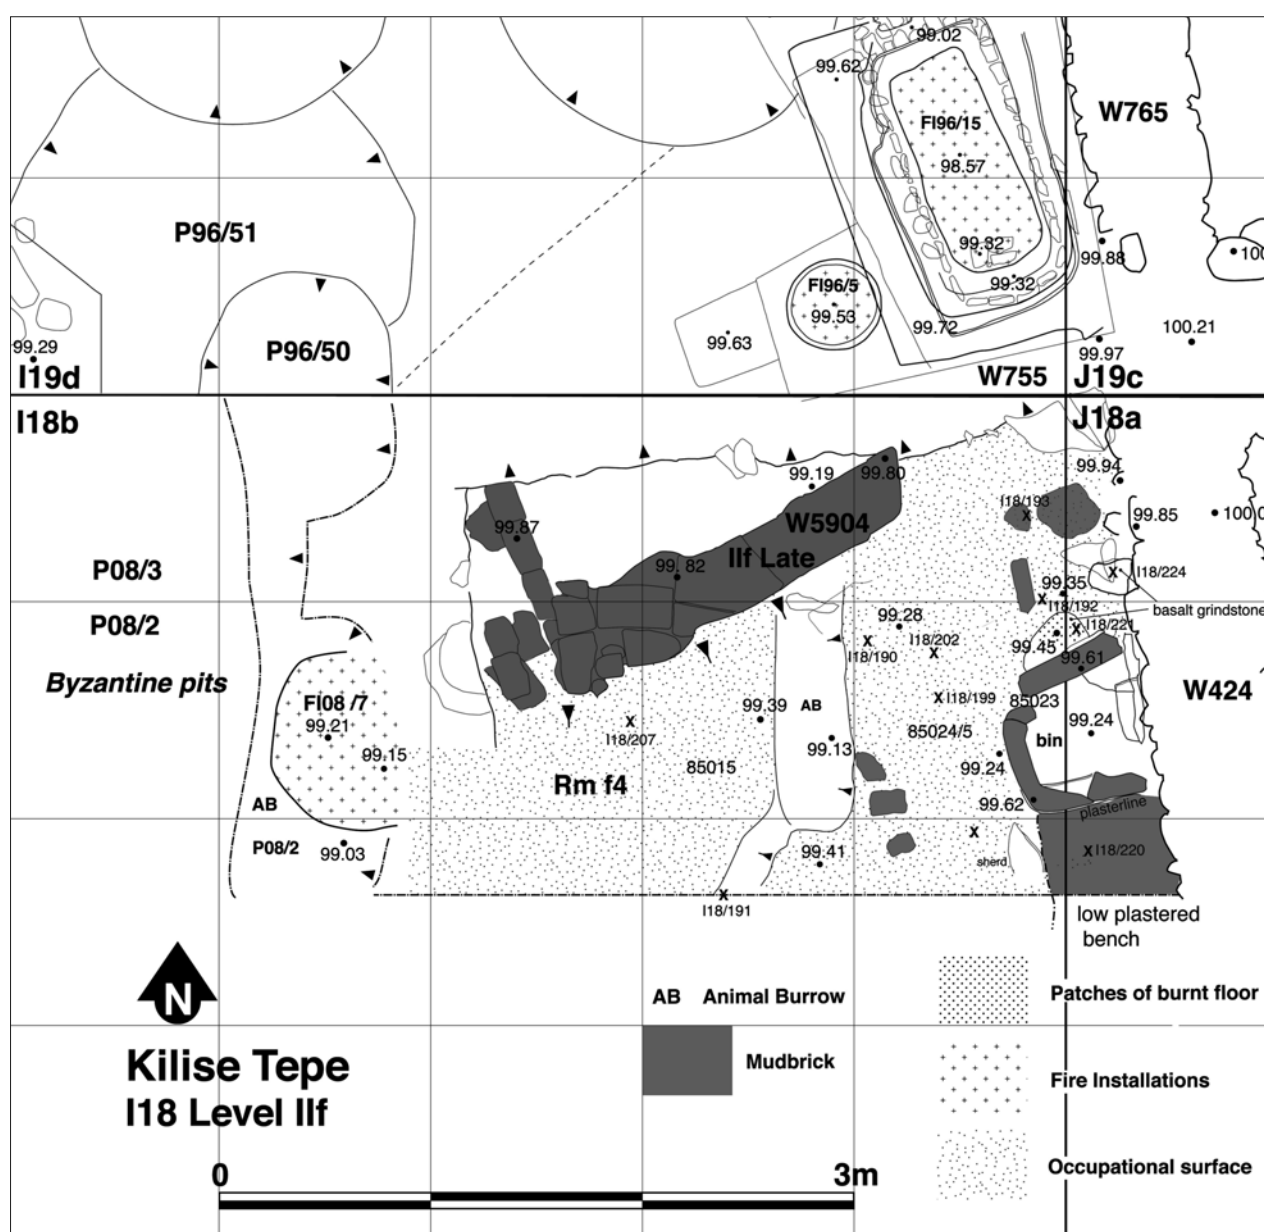 99.02
99.62
W765
FI96/15
98.57
P96/51
99.32
99.88
100
FI96/5
99.32
99.53
99.72
100.21
99.63
99.29
P96/50
99.97
I19d
W755
J19c
I18b
J18a
99.94
99.19
99.80
I18/193
99.87
W5904
99.85
100.0
IIf Late
P08/3
99. 82
99.35
I18/224
I18/192
basalt grindstone
P08/2
99.28
I18/202
I18/221
99.45
I18/190
99.61
Byzantine pits
W424
FI08 /7
99.39
AB
I18/199
85023
99.21
I18/207
85024/5
99.24
bin
99.15
99.13
85015
99.24
Rm f4
AB
99.62
plasterline
P08/2
99.03
99.41
sherd
I18/220
I18/191
low plastered
bench
N
AB Animal Burrow
Patches of burnt floor
Kilise Tepe
Mudbrick
Fire Installations
I18 Level IIf
0
3m
Occupational surface